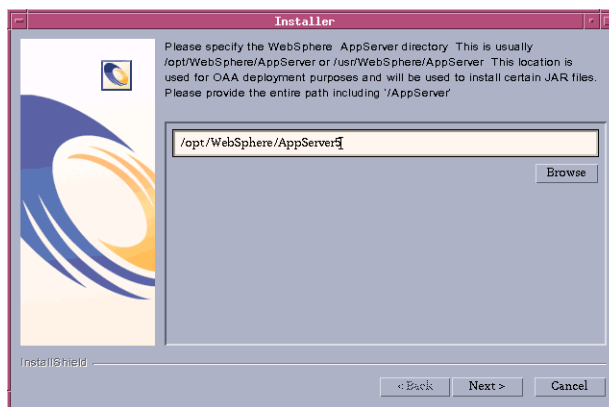 Installer
Please specify the WebSphere AppServer directory This is usually
/opt/WebSphere/AppServer or /usr/WebSphere/AppServer This location is
used for OAA deployment purposes and will be used to install certain JAR files.
Please provide the entire path including '/AppServer'
/opt/WebSphere/AppServer5
Browse
InstallShield
< Back Next > Cancel